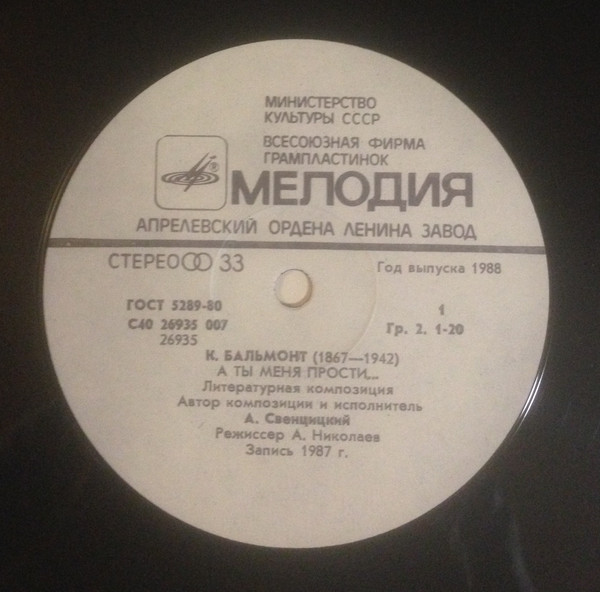 МИНИСТЕРСТВО
КУЛЬТУРЫ СССР
ВСЕСОЮЗНАЯ ФИРМА
ГРАМПЛАСТИНОК
®
МЕЛОДИЯ
АПРЕЛЕВСКИЙ ОРДЕНА ЛЕНИНА ЗАВОД
СТЕРЕО 33
Год выпуска 1988
ГОСТ 5289-80
С40 26935 007
26935
1
Гр. 2. 1-20
К. БАЛЬМОНТ (1867—1942)
А ТЫ МЕНЯ ПРОСТИ...
Литературная композиция
Автор композиции и исполнитель
А. Свенцицкий
Режиссер А. Николаев
Запись 1987 г.